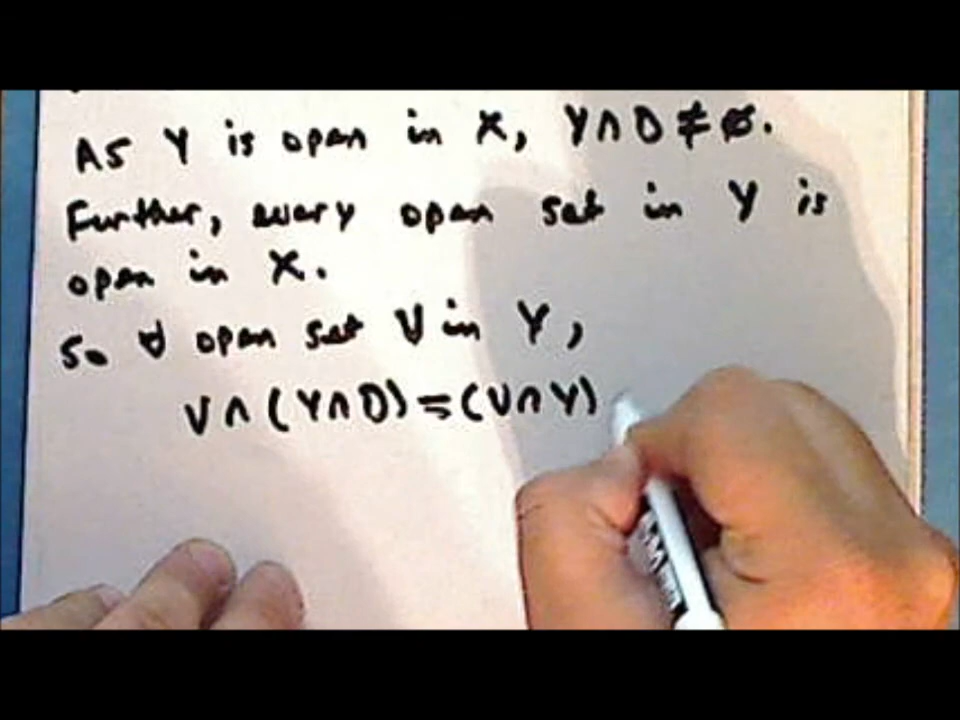 As Y is open in X, Y∩D≠∅.
Further, every open set in Y is
open in X.
So ∀ open set V in Y,
V∩(Y∩D)=(V∩Y)